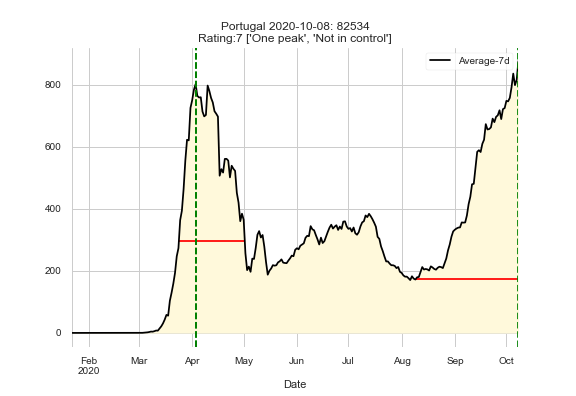 Portugal 2020-10-08: 82534
Rating:7 ['One peak', 'Not in control']
Average-7d
800
600
400
200
0
Feb Mar Apr May Jun Jul Aug Sep Oct
2020
Date